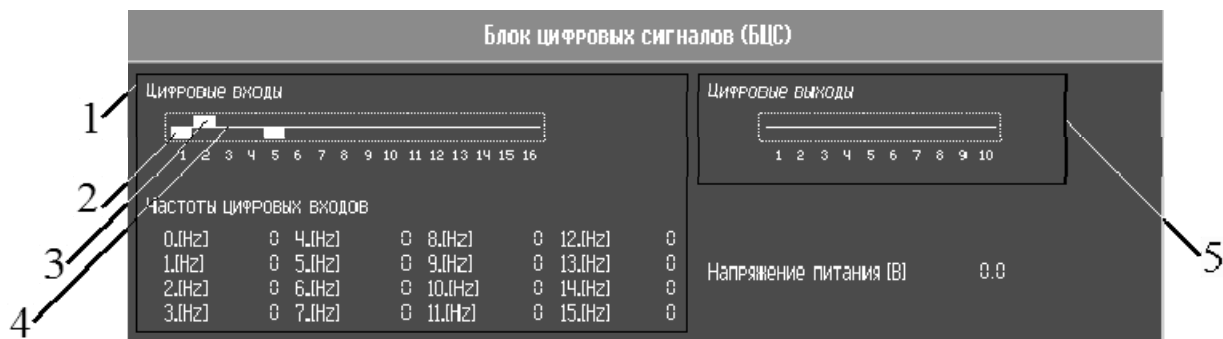 Блок цифровых сигналов (БЦС)
1
Цифровые входы
Цифровые выходы
1 2 3 4 5 6 7 8 9 10 11 12 13 14 15 16
1 2 3 4 5 6 7 8 9 10
2
Частоты цифровых входов
3
0.[Hz] 0 4.[Hz] 0 8.[Hz] 0 12.[Hz] 0
5
1.[Hz] 0 5.[Hz] 0 9.[Hz] 0 13.[Hz] 0
Напряжение питания [В] 0.0
2.[Hz] 0 6.[Hz] 0 10.[Hz] 0 14.[Hz] 0
3.[Hz] 0 7.[Hz] 0 11.[Hz] 0 15.[Hz] 0
4